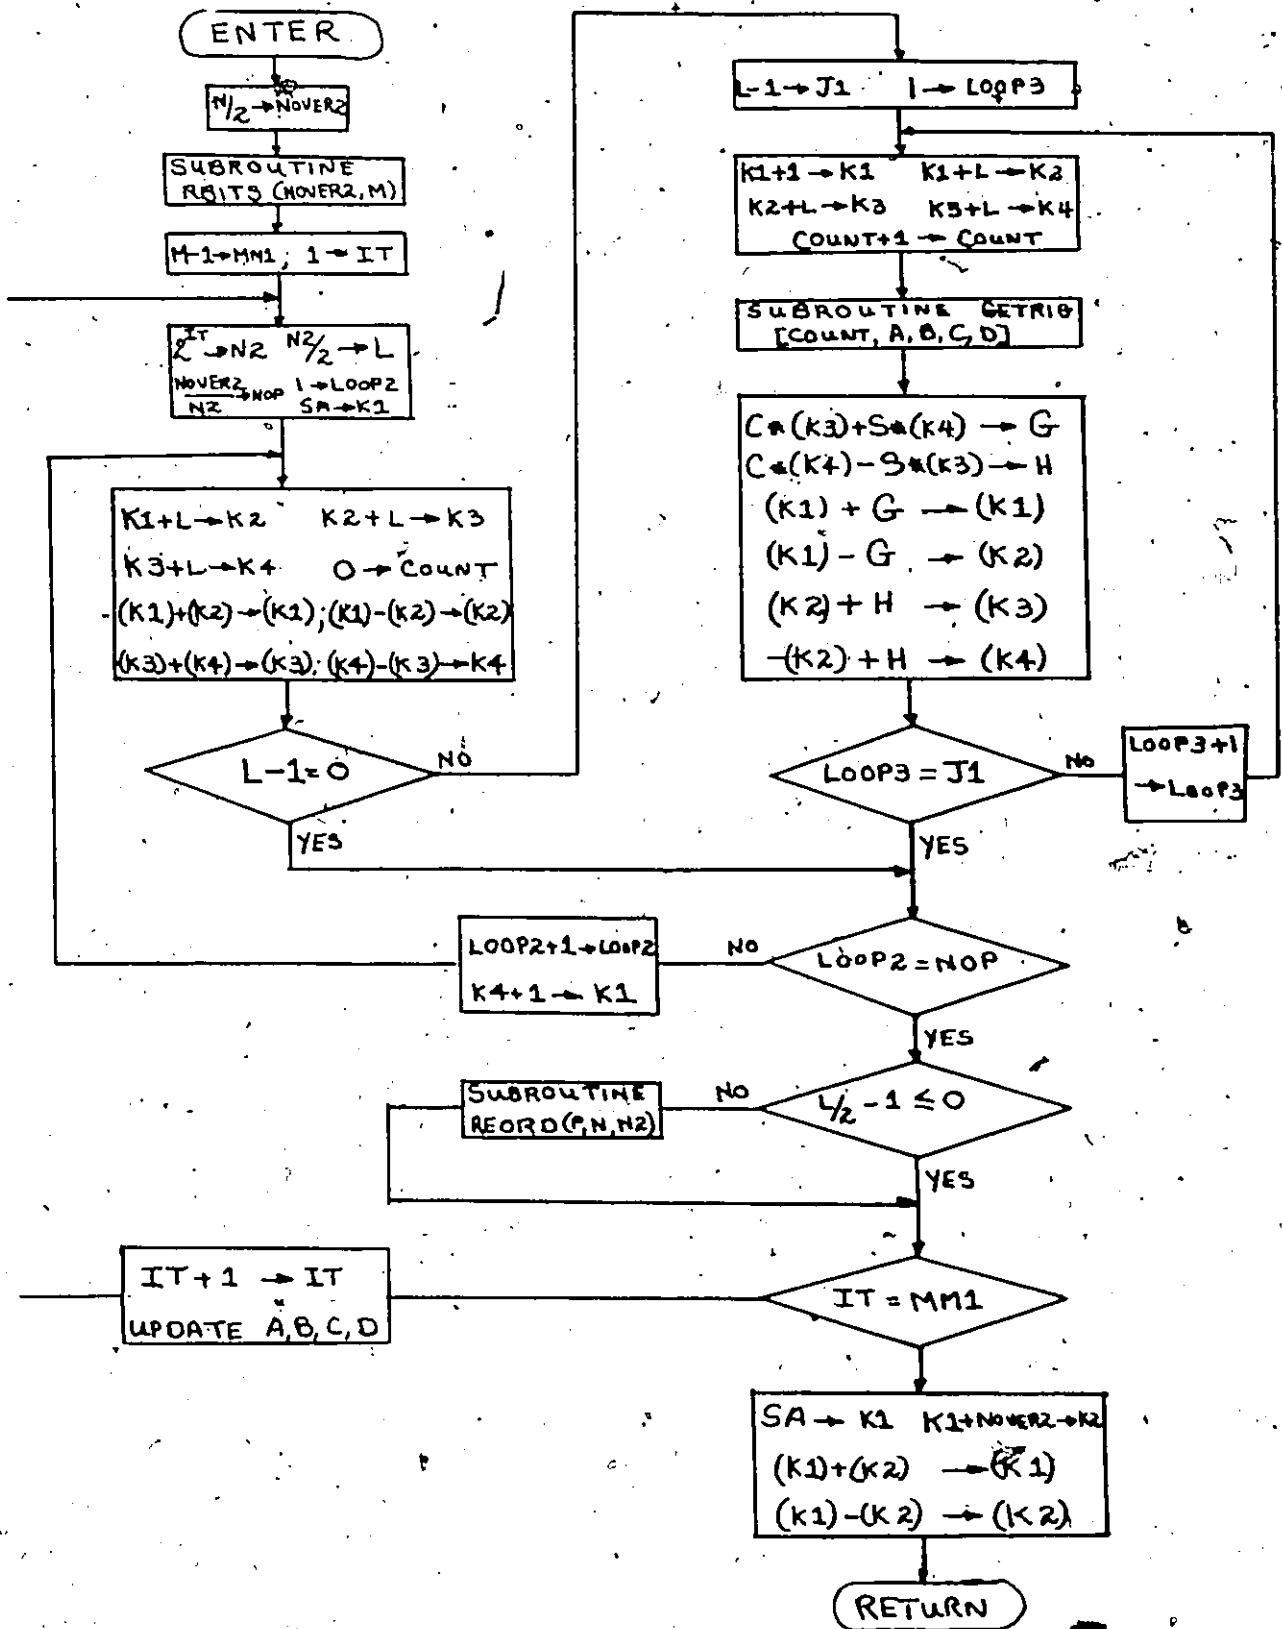 ENTER
N/2 → NOVER2
SUBROUTINE
RBITS (NOVER2, M)
M-1→MM1; 1→IT
2^IT → N2 N2/2 → L
NOVER2/N2 → NOP 1→LOOP2
SA→K1
K1+L→K2 K2+L→K3
K3+L→K4 0→COUNT
(K1)+(K2)→(K1); (K1)-(K2)→(K2)
(K3)+(K4)→(K3); (K4)-(K3)→K4
L-1=0
NO
YES
L-1→J1 1→LOOP3
K1+1→K1 K1+L→K2
K2+L→K3 K3+L→K4
COUNT+1→COUNT
SUBROUTINE GETRIG
[COUNT, A, B, C, D]
C*(K3)+S*(K4) → G
C*(K4)-S*(K3) → H
(K1) + G → (K1)
(K1) - G → (K2)
(K2) + H → (K3)
-(K2) + H → (K4)
LOOP3 = J1
NO
LOOP3+1
→LOOP3
YES
LOOP2 = NOP
NO
LOOP2+1→LOOP2
K4+1→K1
YES
L/2 -1 ≤ 0
NO
SUBROUTINE
REORD(P,N,N2)
YES
IT = MM1
IT+1 → IT
UPDATE A, B, C, D
SA → K1 K1+NOVER2→K2
(K1)+(K2) → (K1)
(K1)-(K2) → (K2)
RETURN